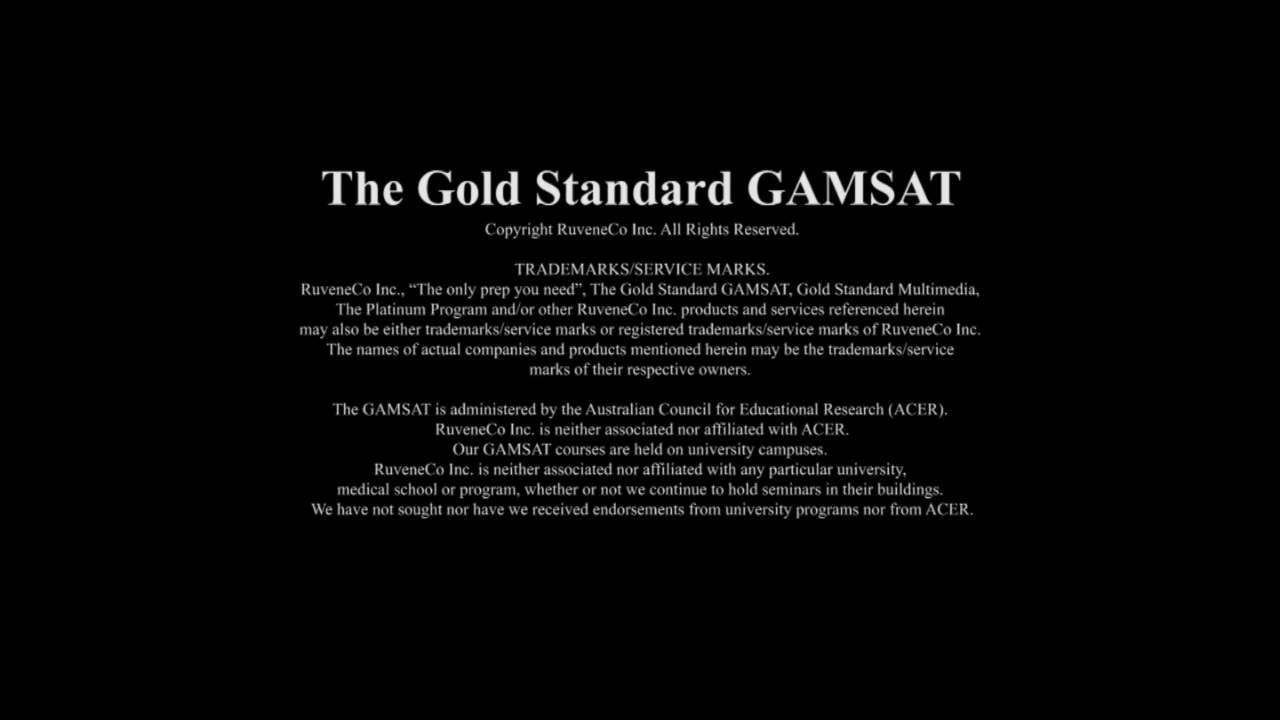 The Gold Standard GAMSAT
Copyright RuveneCo Inc. All Rights Reserved.
TRADEMARKS/SERVICE MARKS.
RuveneCo Inc., “The only prep you need”, The Gold Standard GAMSAT, Gold Standard Multimedia,
The Platinum Program and/or other RuveneCo Inc. products and services referenced herein
may also be either trademarks/service marks or registered trademarks/service marks of RuveneCo Inc.
The names of actual companies and products mentioned herein may be the trademarks/service
marks of their respective owners.
The GAMSAT is administered by the Australian Council for Educational Research (ACER).
RuveneCo Inc. is neither associated nor affiliated with ACER.
Our GAMSAT courses are held on university campuses.
RuveneCo Inc. is neither associated nor affiliated with any particular university,
medical school or program, whether or not we continue to hold seminars in their buildings.
We have not sought nor have we received endorsements from university programs nor from ACER.